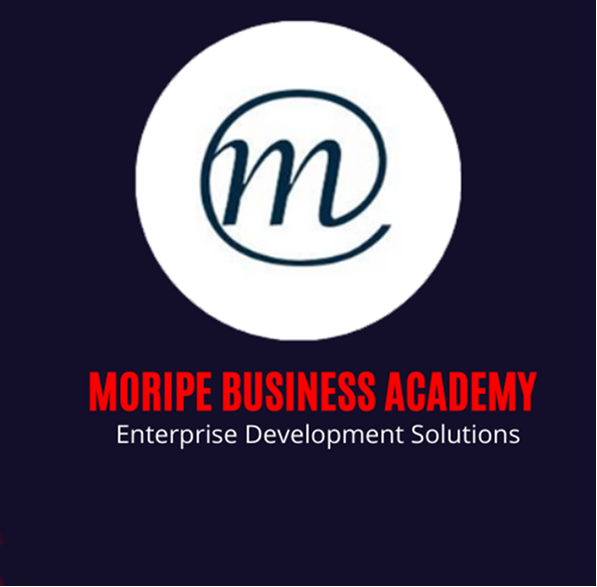 m
MORIPE BUSINESS ACADEMY
Enterprise Development Solutions